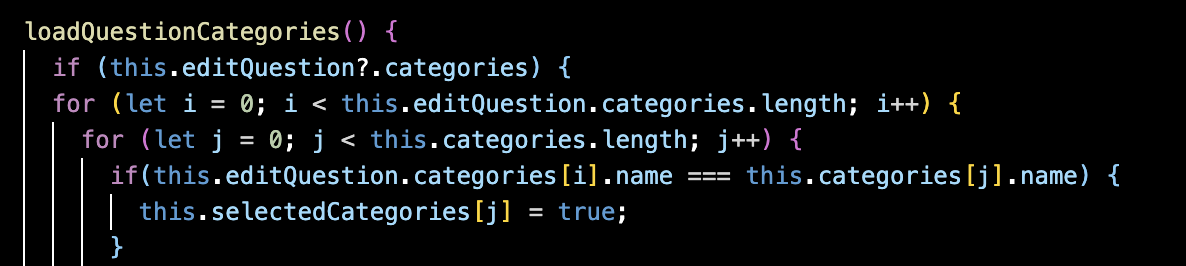 loadQuestionCategories() {
if (this.editQuestion?.categories) {
for (let i = 0; i < this.editQuestion.categories.length; i++) {
for (let j = 0; j < this.categories.length; j++) {
if(this.editQuestion.categories[i].name === this.categories[j].name) {
this.selectedCategories[j] = true;
}